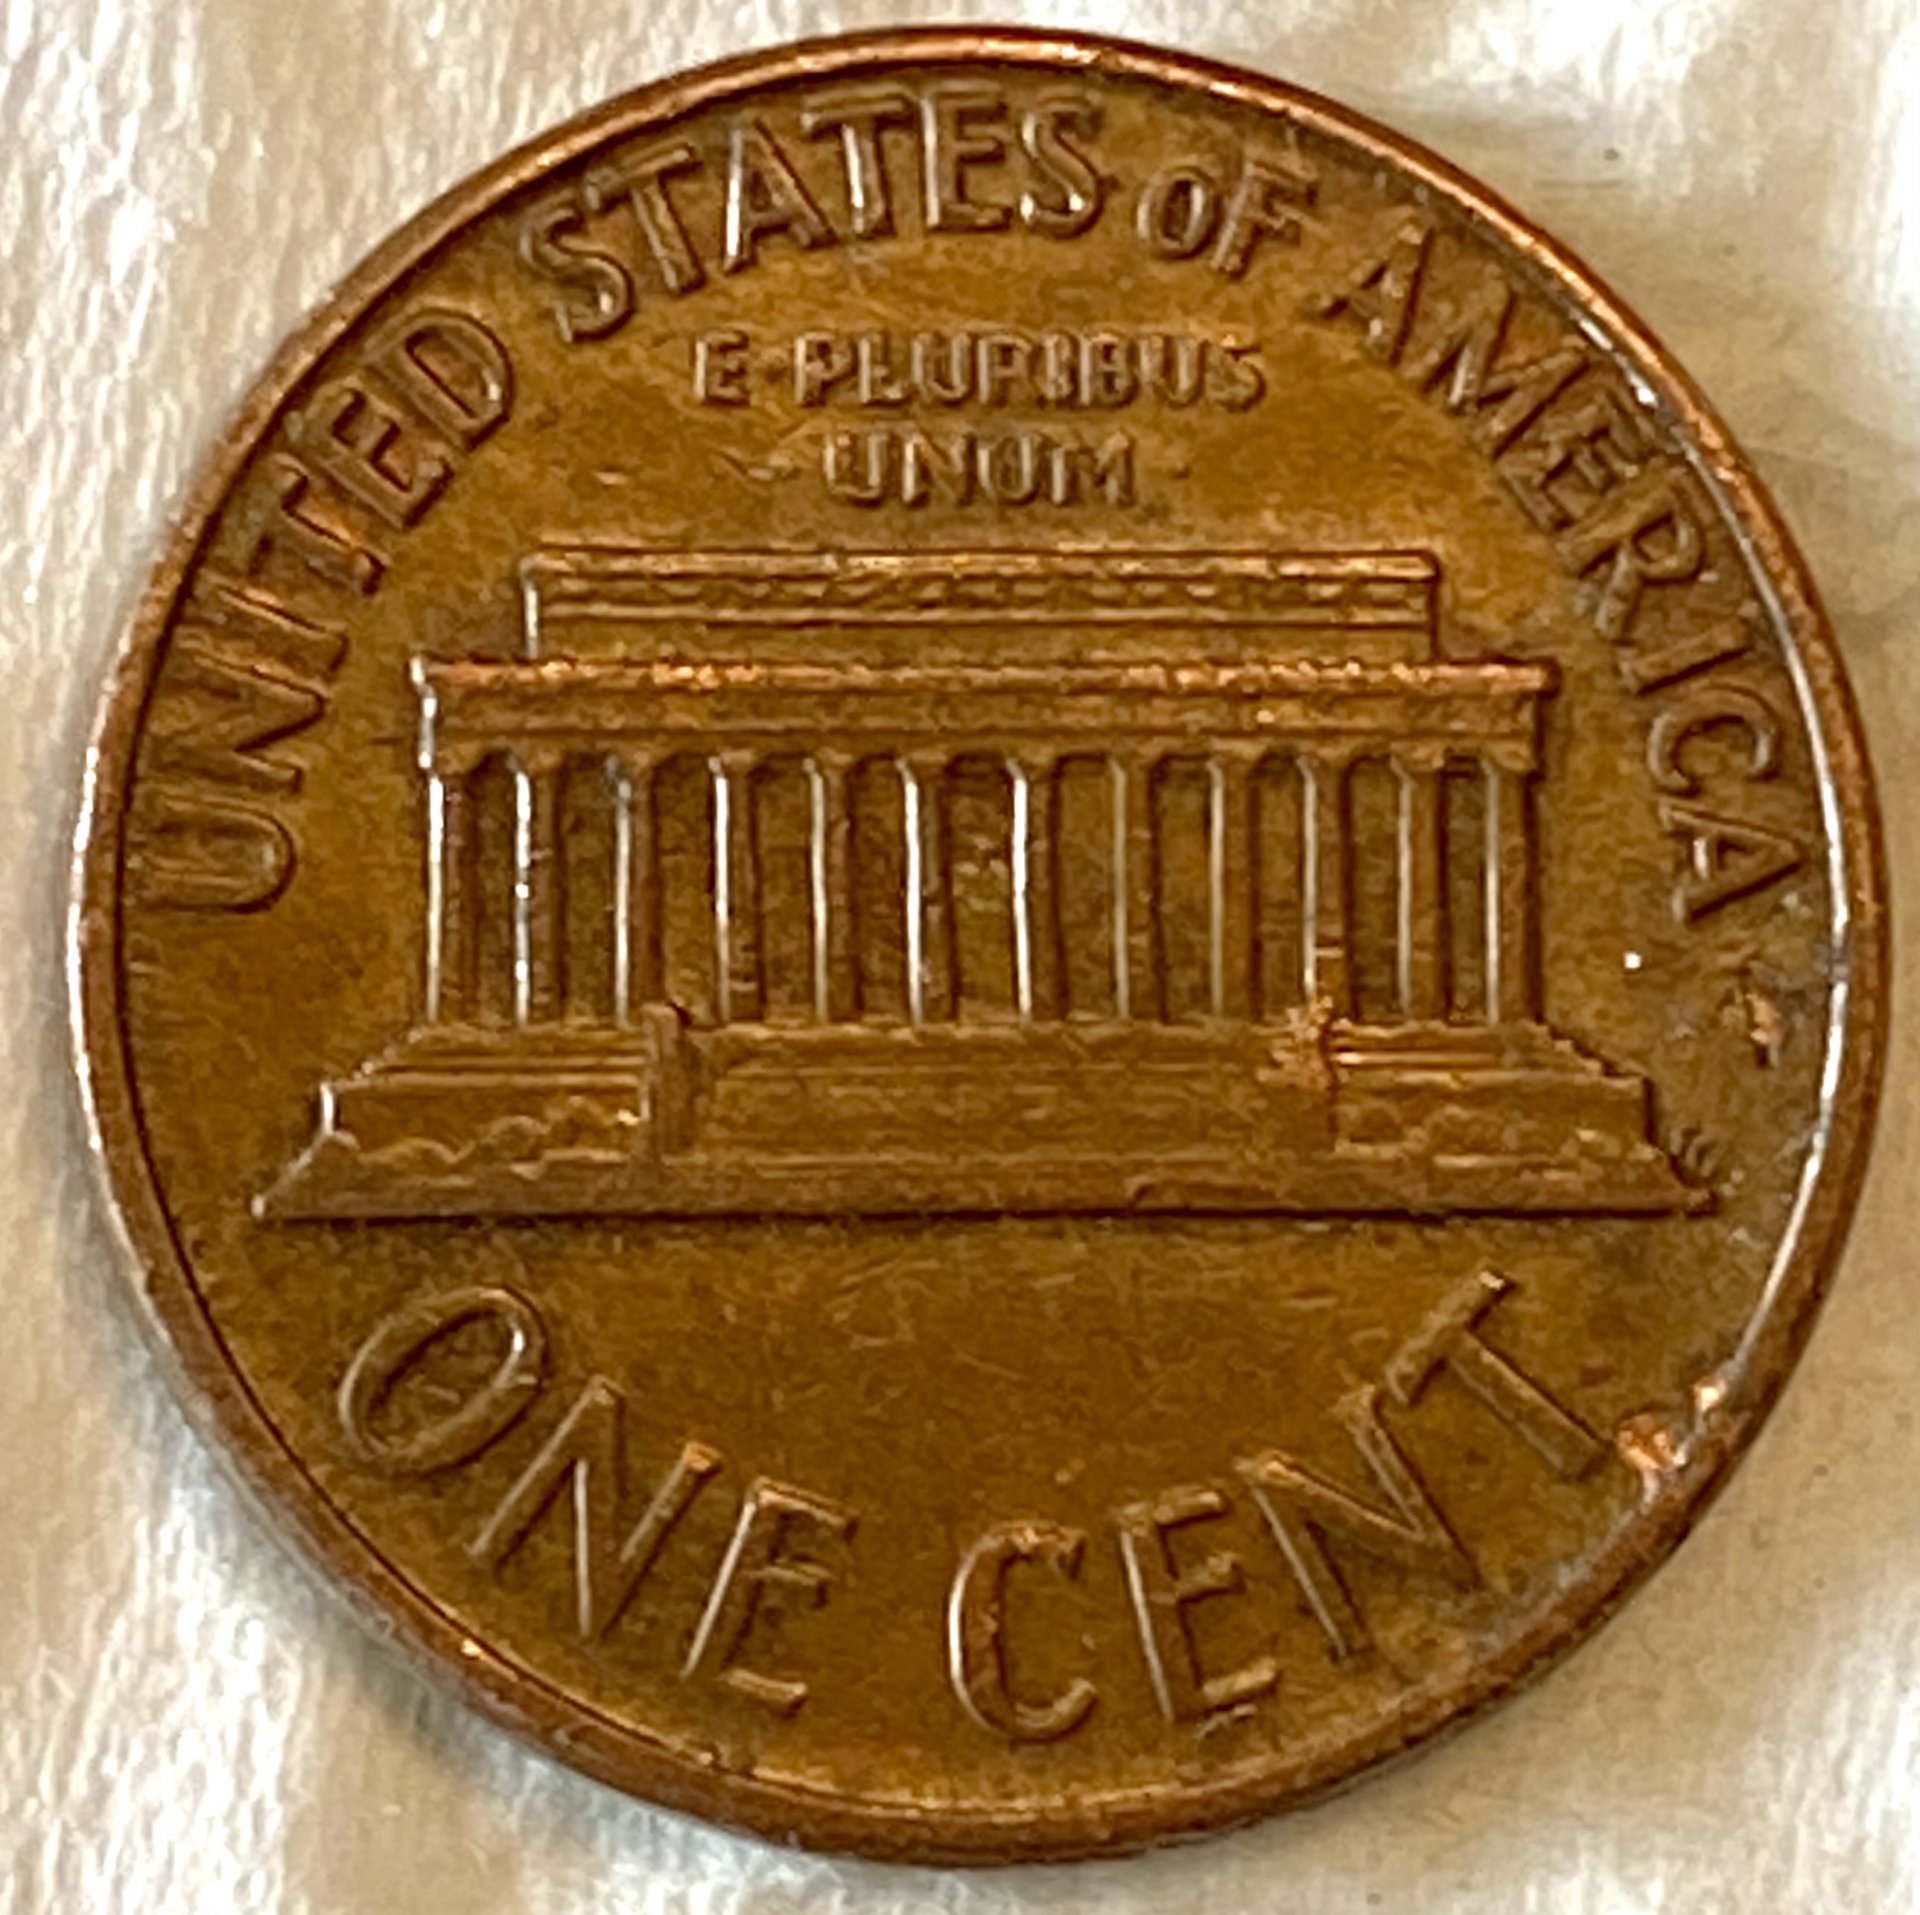 UNITED STATES OF AMERICA
E PLURIBUS
UNUM
ONE CENT